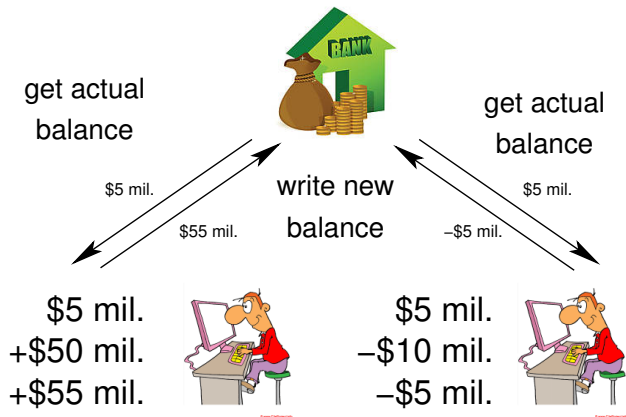 BANK
get actual
balance
get actual
balance
$5 mil.
$55 mil.
write new
balance
−$5 mil.
$5 mil.
$5 mil.
+$50 mil.
+$55 mil.
$5 mil.
−$10 mil.
−$5 mil.